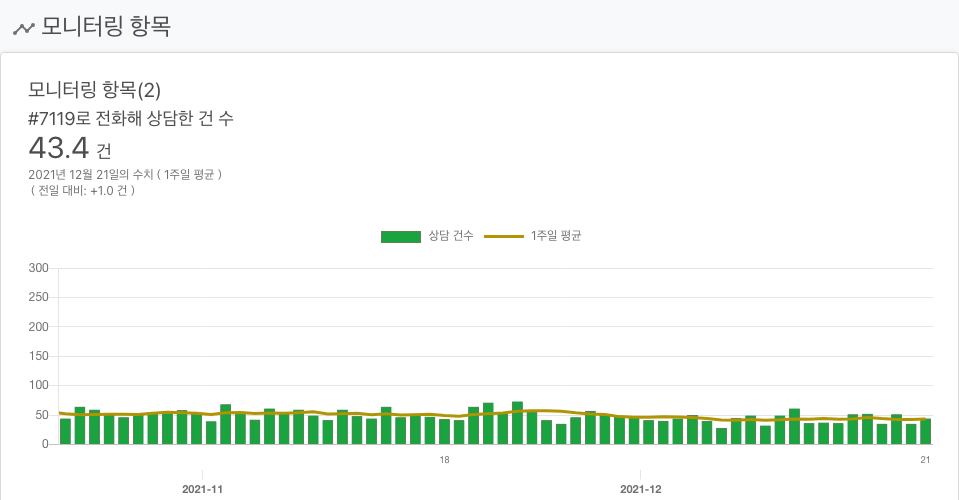 모니터링 항목
모니터링 항목(2)
#7119로 전화해 상담한 건 수
43.4 건
2021년 12월 21일의 수치 ( 1주일 평균 )
( 전일 대비: +1.0 건 )
상담 건수 1주일 평균
300
250
200
150
100
50
0
18 21
2021-11 2021-12